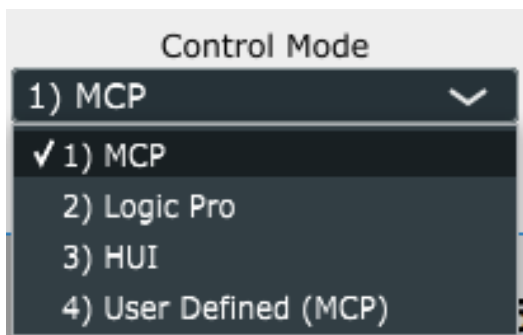 Control Mode
1) MCP
✓ 1) MCP
2) Logic Pro
3) HUI
4) User Defined (MCP)